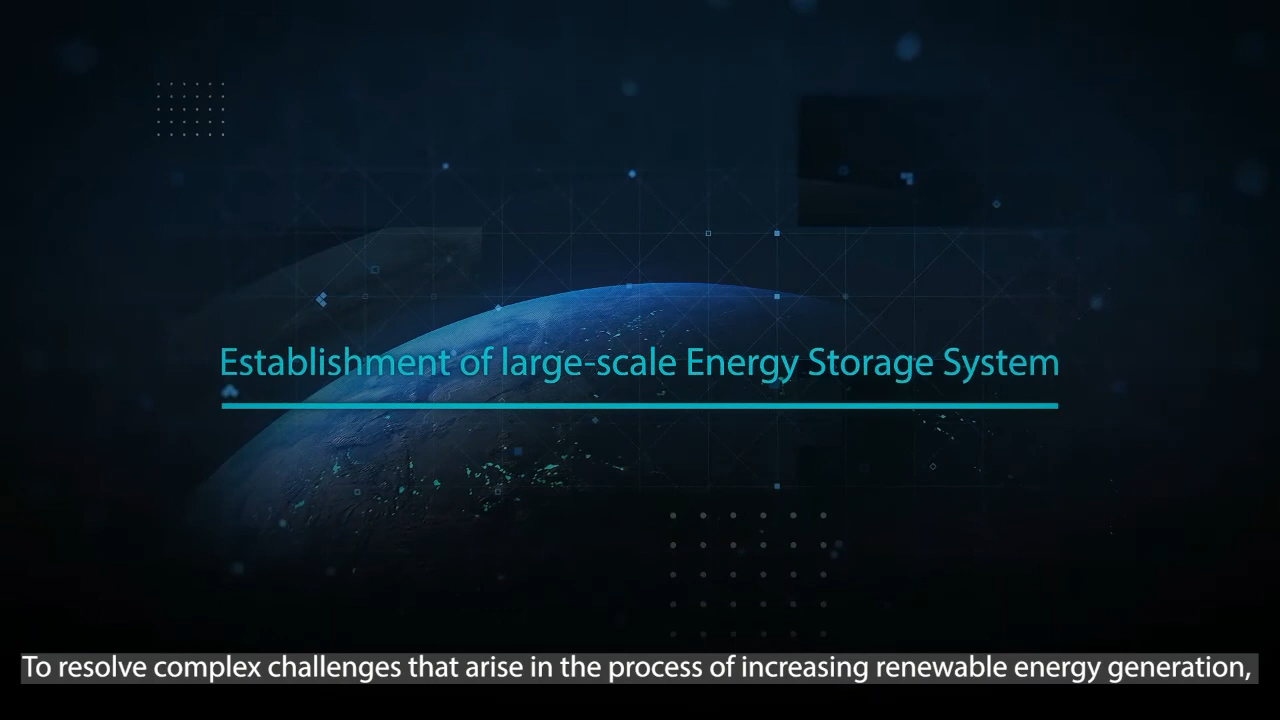 Establishment of large-scale Energy Storage System
To resolve complex challenges that arise in the process of increasing renewable energy generation,